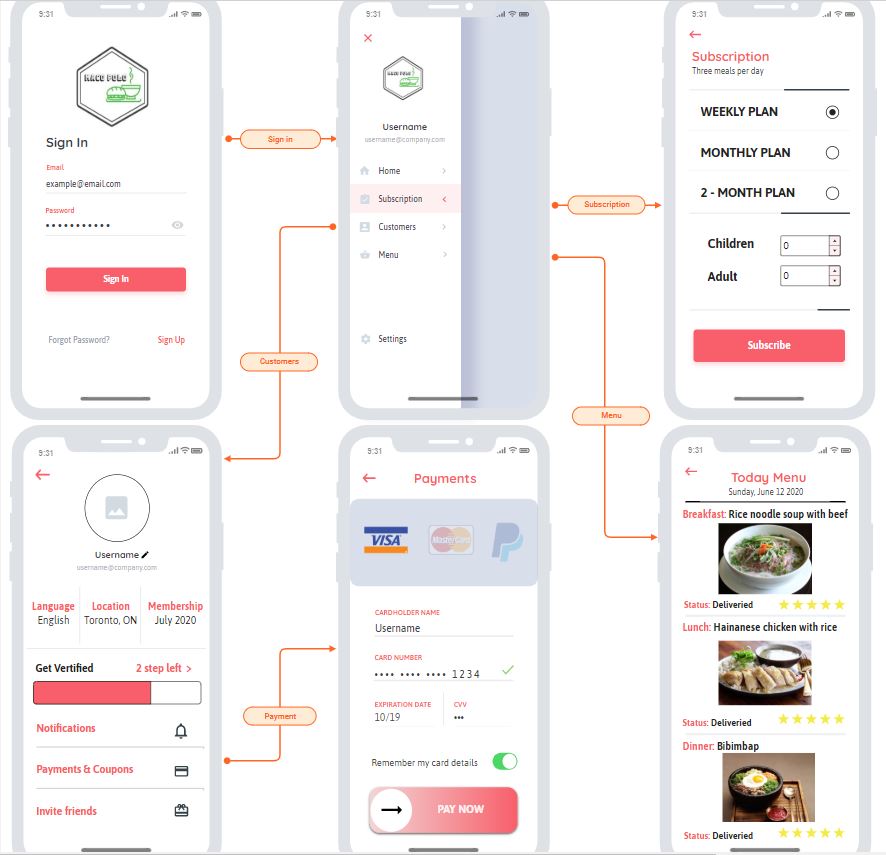 9:31
MACO POLO
Sign In
Email
example@email.com
Password
Sign In
Forgot Password?
Sign Up
Sign in
9:31
Username
username@company.com
Home
Subscription
Customers
Menu
Settings
Customers
Subscription
Menu
9:31
Subscription
Three meals per day
WEEKLY PLAN
MONTHLY PLAN
2 - MONTH PLAN
Children 0
Adult 0
Subscribe
9:31
Username
username@company.com
Language Location Membership
English Toronto, ON July 2020
Get Vertified 2 step left >
Notifications
Payments & Coupons
Invite friends
Payment
9:31
Payments
VISA MasterCard
CARDHOLDER NAME
Username
CARD NUMBER
•••• •••• •••• 1234
EXPIRATION DATE CVV
10/19 •••
Remember my card details
PAY NOW
9:31
Today Menu
Sunday, June 12 2020
Breakfast: Rice noodle soup with beef
Status: Deliveried
Lunch: Hainanese chicken with rice
Status: Deliveried
Dinner: Bibimbap
Status: Deliveried